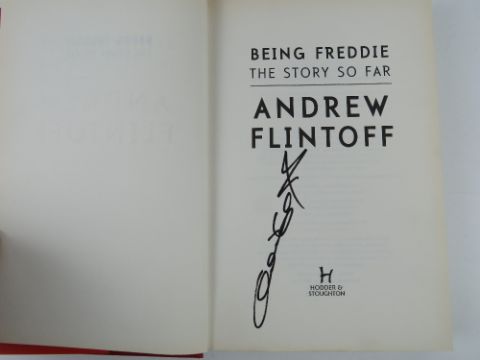 BEING FREDDIE
THE STORY SO FAR
ANDREW
FLINTOFF
HODDER &
STOUGHTON